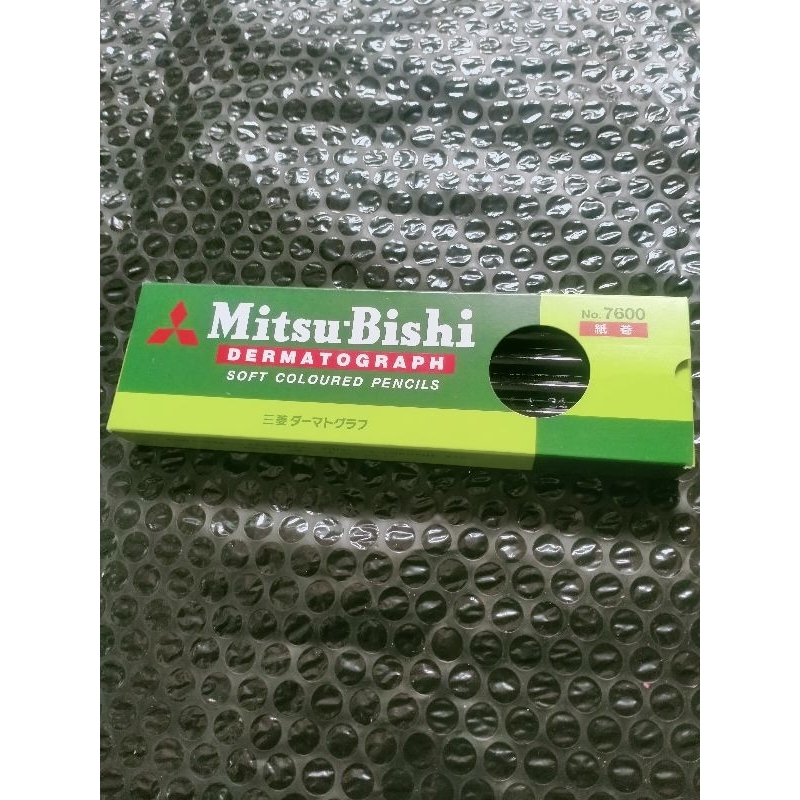 Mitsu-Bishi
DERMATOGRAPH
SOFT COLOURED PENCILS
三菱 ダーマトグラフ
No. 7600
紙巻